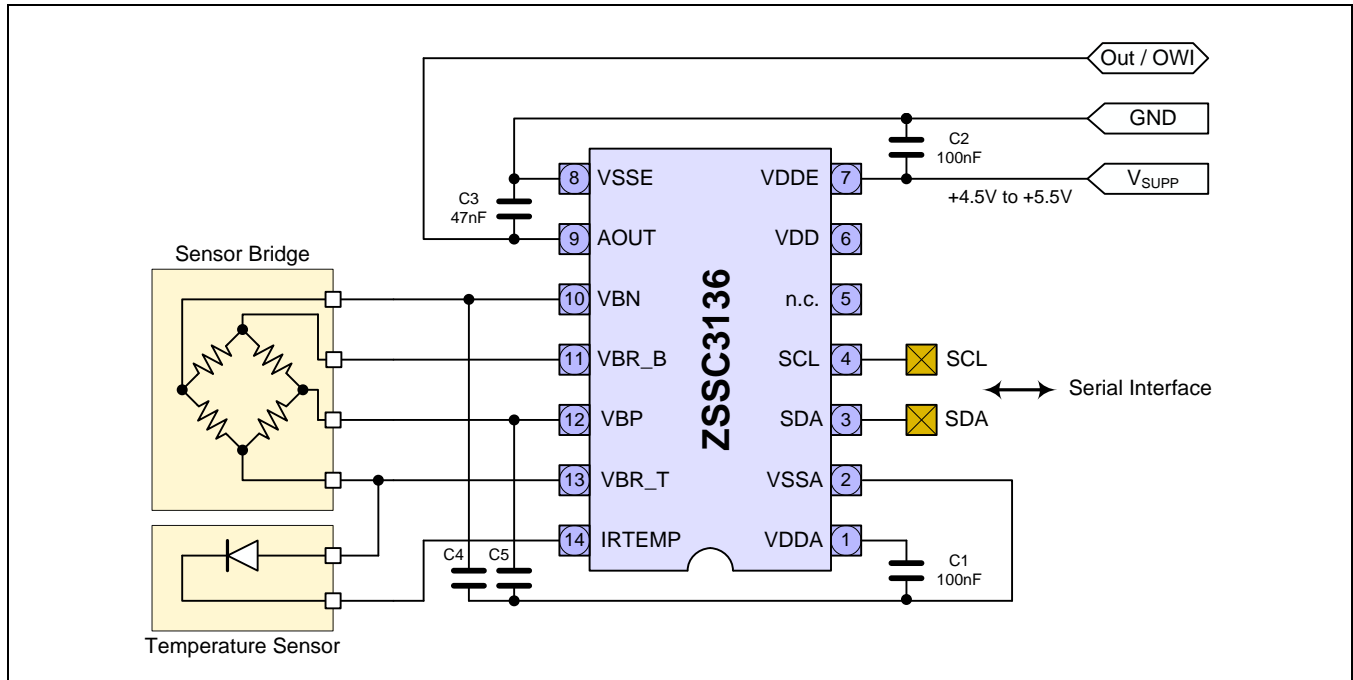 Out / OWI
GND
C2
100nF
VSUPP
+4.5V to +5.5V
8 VSSE
VDDE 7
C3
47nF
9 AOUT
VDD 6
Sensor Bridge
10 VBN
n.c. 5
ZSSC3136
11 VBR_B
SCL 4
SCL
Serial Interface
12 VBP
SDA 3
SDA
13 VBR_T
VSSA 2
14 IRTEMP
VDDA 1
C4
C5
C1
100nF
Temperature Sensor